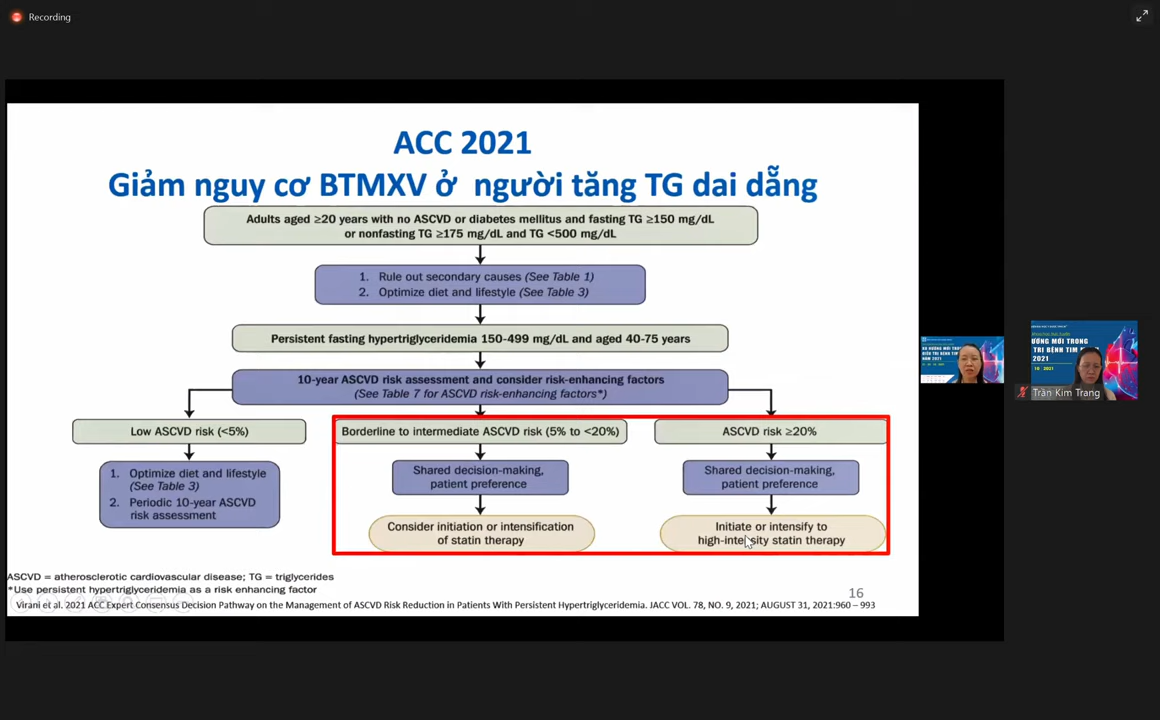 Recording
ACC 2021
Giảm nguy cơ BTMXV ở người tăng TG dai dẵng
Adults aged ≥20 years with no ASCVD or diabetes mellitus and fasting TG ≥150 mg/dL
or nonfasting TG ≥175 mg/dL and TG <500 mg/dL
1. Rule out secondary causes (See Table 1)
2. Optimize diet and lifestyle (See Table 3)
Persistent fasting hypertriglyceridemia 150-499 mg/dL and aged 40-75 years
10-year ASCVD risk assessment and consider risk-enhancing factors
(See Table 7 for ASCVD risk-enhancing factors*)
Low ASCVD risk (<5%)
1. Optimize diet and lifestyle
(See Table 3)
2. Periodic 10-year ASCVD
risk assessment
Borderline to intermediate ASCVD risk (5% to <20%)
Shared decision-making,
patient preference
Consider initiation or intensification
of statin therapy
ASCVD risk ≥20%
Shared decision-making,
patient preference
Initiate or intensify to
high-intensity statin therapy
ASCVD = atherosclerotic cardiovascular disease; TG = triglycerides
*Use persistent hypertriglyceridemia as a risk enhancing factor
16
Virani et al. 2021 ACC Expert Consensus Decision Pathway on the Management of ASCVD Risk Reduction in Patients With Persistent Hypertriglyceridemia. JACC VOL. 78, NO. 9, 2021; AUGUST 31, 2021:960 – 993
ƯỚNG MỚI TRONG
TRỊ BỆNH TIM
2021
Trần Kim Trang